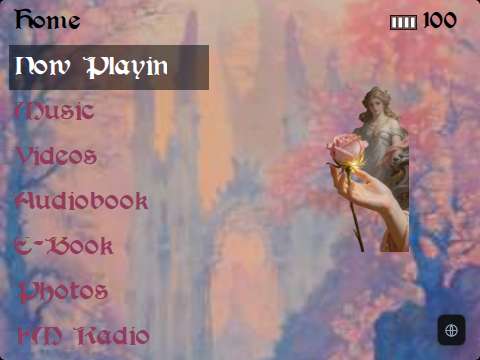 Home
100
Now Playin
Music
Videos
Audiobook
E-Book
Photos
FM Radio